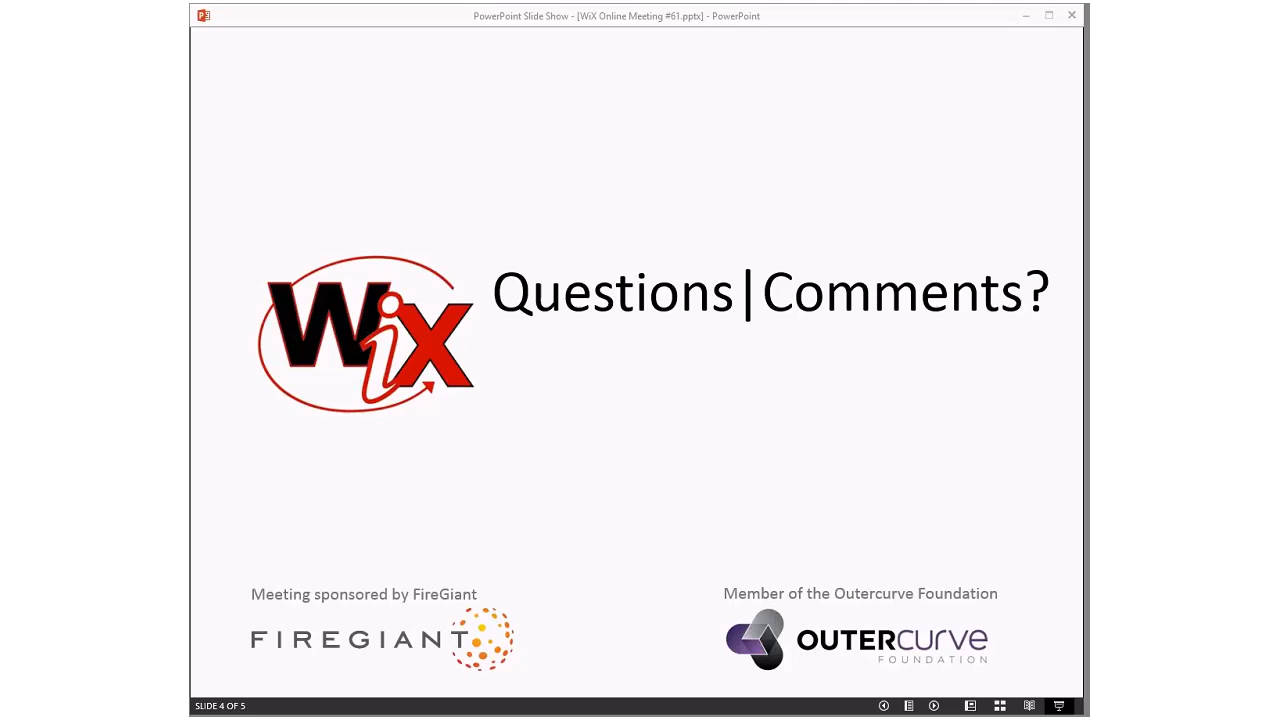 PowerPoint Slide Show - [WiX Online Meeting #61.pptx] - PowerPoint
WiX
Questions|Comments?
Meeting sponsored by FireGiant
FIREGIANT
Member of the Outercurve Foundation
OUTERCURVE
FOUNDATION
SLIDE 4 OF 5